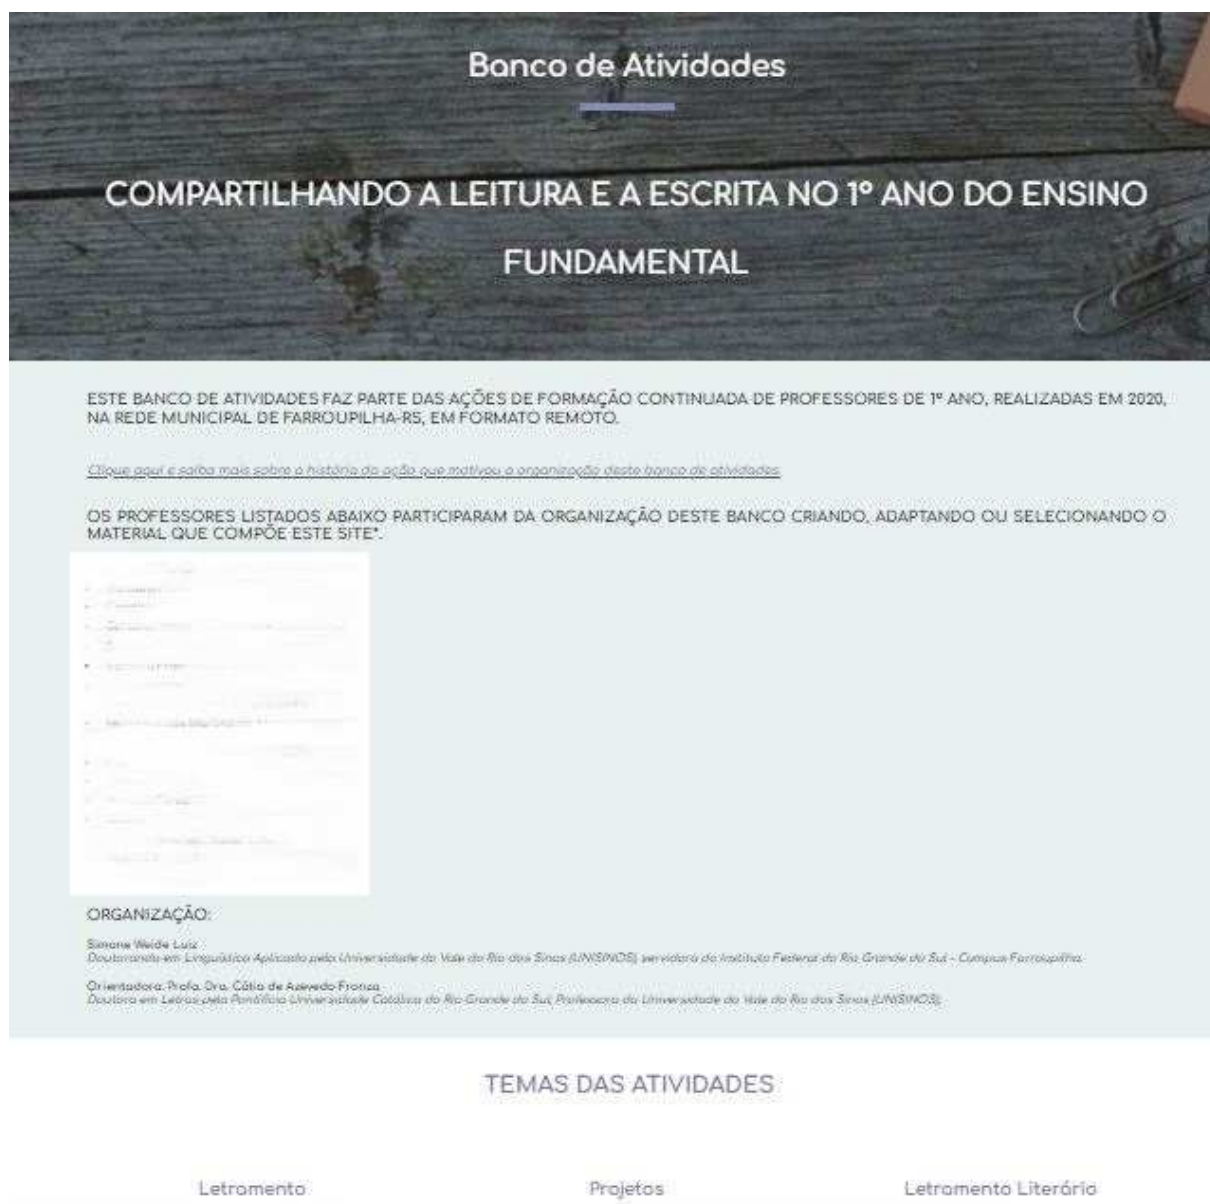 Banco de Atividades
COMPARTILHANDO A LEITURA E A ESCRITA NO 1º ANO DO ENSINO
FUNDAMENTAL
ESTE BANCO DE ATIVIDADES FAZ PARTE DAS AÇÕES DE FORMAÇÃO CONTINUADA DE PROFESSORES DE 1º ANO, REALIZADAS EM 2020,
NA REDE MUNICIPAL DE FARROUPILHA-RS, EM FORMATO REMOTO.
Clique aqui e saiba mais sobre a história da ação que motivou a organização deste banco de atividades.
OS PROFESSORES LISTADOS ABAIXO PARTICIPARAM DA ORGANIZAÇÃO DESTE BANCO CRIANDO, ADAPTANDO OU SELECIONANDO O
MATERIAL QUE COMPÕE ESTE SITE*.
ORGANIZAÇÃO:
Simone Weide Luiz
Doutoranda em Linguística Aplicada pela Universidade do Vale do Rio dos Sinos (UNISINOS), servidora do Instituto Federal do Rio Grande do Sul - Campus Farroupilha.
Orientadora: Profa. Dra. Cátia de Azevedo Fronza
Doutora em Letras pela Pontifícia Universidade Católica do Rio Grande do Sul, Professora da Universidade do Vale do Rio dos Sinos (UNISINOS).
TEMAS DAS ATIVIDADES
Letramento Projetos Letramento Literário